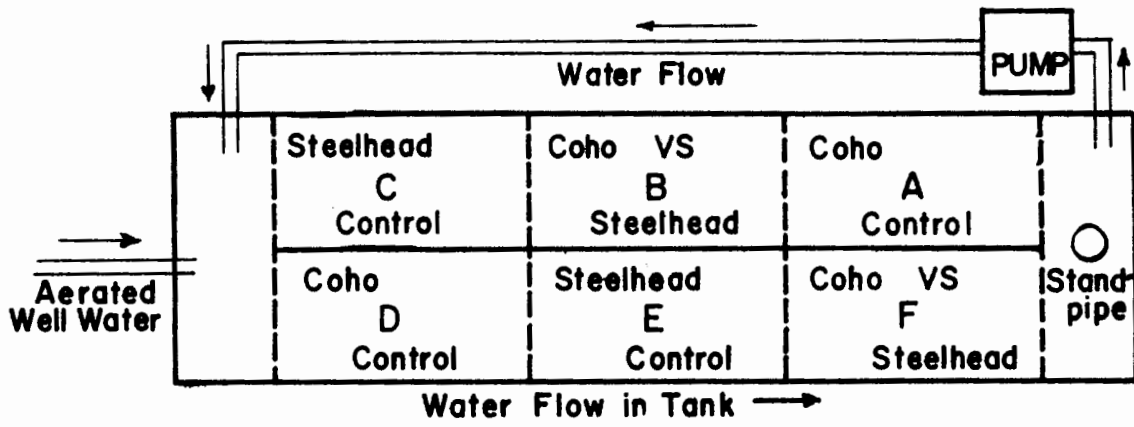 PUMP
Water Flow
Steelhead
C
Control
Coho VS
B
Steelhead
Coho
A
Control
Aerated
Well Water
Coho
D
Control
Steelhead
E
Control
Coho VS
F
Steelhead
Stand-
pipe
Water Flow in Tank